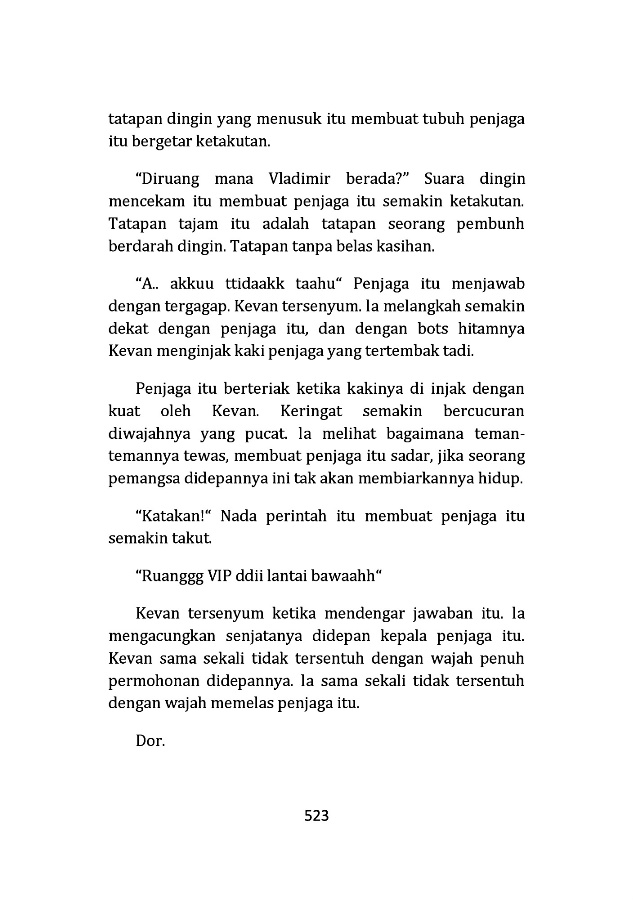 tatapan dingin yang menusuk itu membuat tubuh penjaga
itu bergetar ketakutan.
“Diruang mana Vladimir berada?” Suara dingin
mencekam itu membuat penjaga itu semakin ketakutan.
Tatapan tajam itu adalah tatapan seorang pembunh
berdarah dingin. Tatapan tanpa belas kasihan.
“A.. akkuu ttidaakk taahu“ Penjaga itu menjawab
dengan tergagap. Kevan tersenyum. Ia melangkah semakin
dekat dengan penjaga itu, dan dengan bots hitamnya
Kevan menginjak kaki penjaga yang tertembak tadi.
Penjaga itu berteriak ketika kakinya di injak dengan
kuat oleh Kevan. Keringat semakin bercucuran
diwajahnya yang pucat. Ia melihat bagaimana teman-
temannya tewas, membuat penjaga itu sadar, jika seorang
pemangsa didepannya ini tak akan membiarkannya hidup.
“Katakan!“ Nada perintah itu membuat penjaga itu
semakin takut.
“Ruanggg VIP ddii lantai bawaahh“
Kevan tersenyum ketika mendengar jawaban itu. Ia
mengacungkan senjatanya didepan kepala penjaga itu.
Kevan sama sekali tidak tersentuh dengan wajah penuh
permohonan didepannya. Ia sama sekali tidak tersentuh
dengan wajah memelas penjaga itu.
Dor.
523